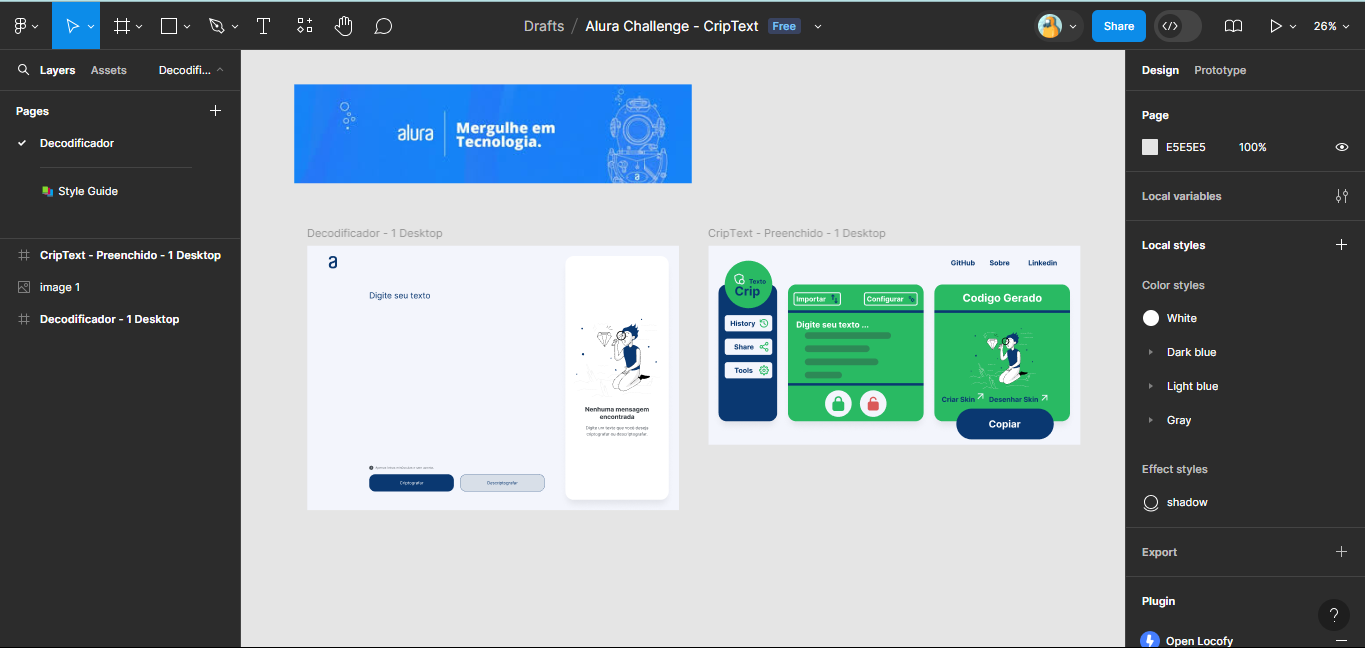 Drafts / Alura Challenge - CripText Free
Share
26%
Layers Assets Decodifi...
Pages
Decodificador
Style Guide
CripText - Preenchido - 1 Desktop
image 1
Decodificador - 1 Desktop
alura
Mergulhe em
Tecnologia.
a
Decodificador - 1 Desktop
a
Digite seu texto
Nenhuma mensagem
encontrada
Digite um texto que você deseja
criptografar ou descriptografar.
Criptografar
Descriptografar
CripText - Preenchido - 1 Desktop
GitHub Sobre Linkedin
Texto
Crip
History
Share
Tools
Importar
Configurar
Digite seu texto ...
Codigo Gerado
Criar Skin Desenhar Skin
Copiar
Design Prototype
Page
E5E5E5 100%
Local variables
Local styles
Color styles
White
Dark blue
Light blue
Gray
Effect styles
shadow
Export
Plugin
Open Locofy
?